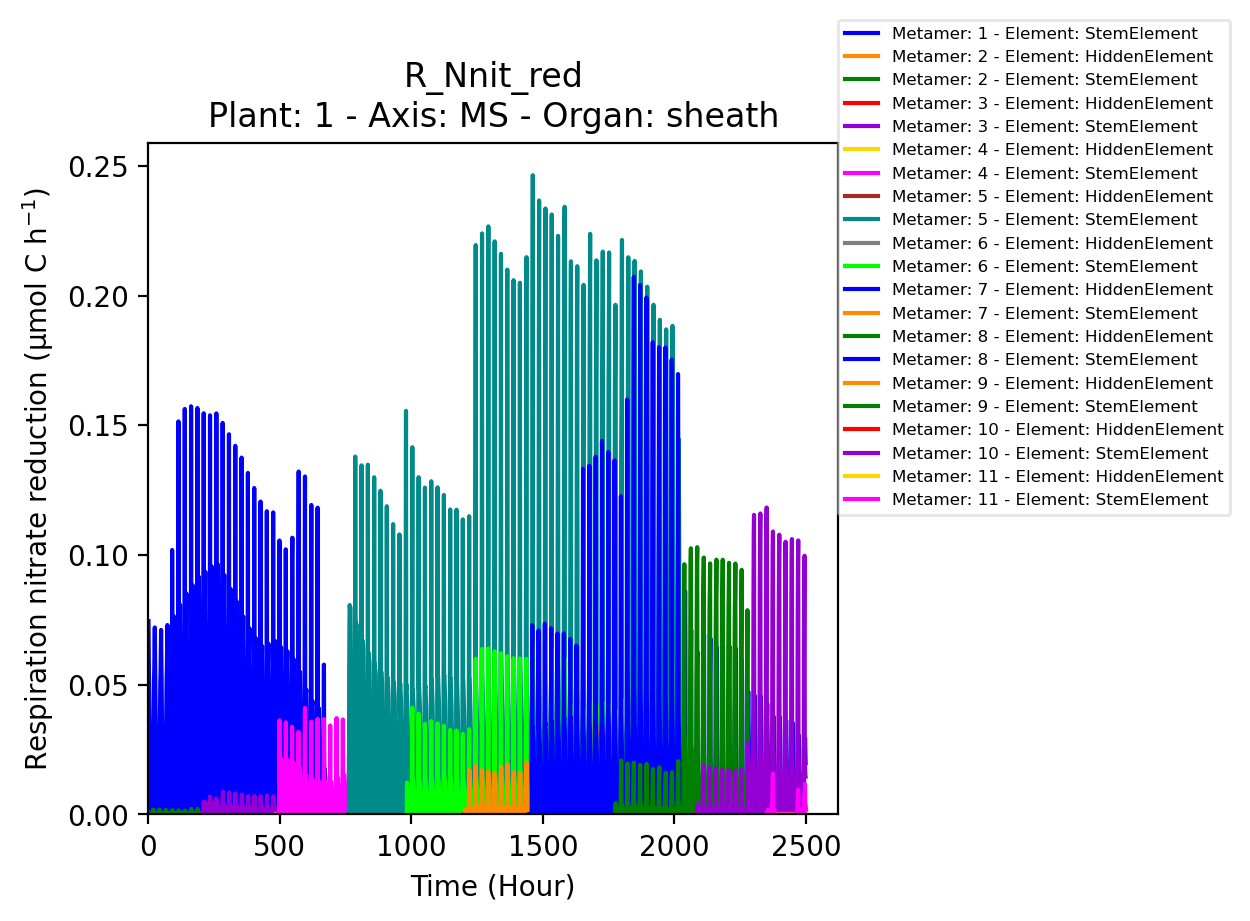 R_Nnit_red
Plant: 1 - Axis: MS - Organ: sheath
Respiration nitrate reduction (µmol C h⁻¹)
0.25
0.20
0.15
0.10
0.05
0.00
0 500 1000 1500 2000 2500
Time (Hour)
Metamer: 1 - Element: StemElement
Metamer: 2 - Element: HiddenElement
Metamer: 2 - Element: StemElement
Metamer: 3 - Element: HiddenElement
Metamer: 3 - Element: StemElement
Metamer: 4 - Element: HiddenElement
Metamer: 4 - Element: StemElement
Metamer: 5 - Element: HiddenElement
Metamer: 5 - Element: StemElement
Metamer: 6 - Element: HiddenElement
Metamer: 6 - Element: StemElement
Metamer: 7 - Element: HiddenElement
Metamer: 7 - Element: StemElement
Metamer: 8 - Element: HiddenElement
Metamer: 8 - Element: StemElement
Metamer: 9 - Element: HiddenElement
Metamer: 9 - Element: StemElement
Metamer: 10 - Element: HiddenElement
Metamer: 10 - Element: StemElement
Metamer: 11 - Element: HiddenElement
Metamer: 11 - Element: StemElement